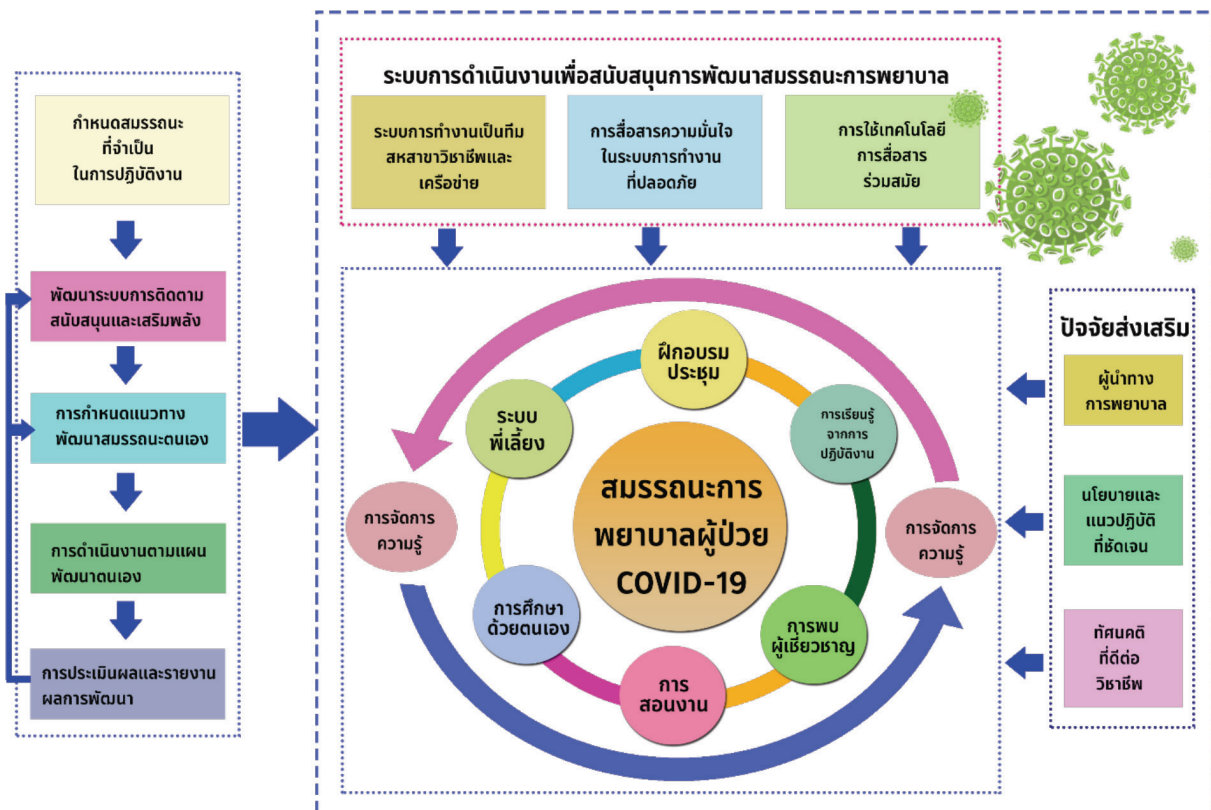 กำหนดสมรรถนะ
ที่จำเป็น
ในการปฏิบัติงาน
พัฒนาระบบการติดตาม
สนับสนุนและเสริมพลัง
การกำหนดแนวทาง
พัฒนาสมรรถนะตนเอง
การดำเนินงานตามแผน
พัฒนาตนเอง
การประเมินผลและรายงาน
ผลการพัฒนา
ระบบการดำเนินงานเพื่อสนับสนุนการพัฒนาสมรรถนะการพยาบาล
ระบบการทำงานเป็นทีม
สหสาขาวิชาชีพและ
เครือข่าย
การสื่อสารความมั่นใจ
ในระบบการทำงาน
ที่ปลอดภัย
การใช้เทคโนโลยี
การสื่อสาร
ร่วมสมัย
ฝึกอบรม
ประชุม
การเรียนรู้
จากการ
ปฏิบัติงาน
การพบ
ผู้เชี่ยวชาญ
การ
สอนงาน
การศึกษา
ด้วยตนเอง
ระบบ
พี่เลี้ยง
สมรรถนะการ
พยาบาลผู้ป่วย
COVID-19
การจัดการ
ความรู้
การจัดการ
ความรู้
ปัจจัยส่งเสริม
ผู้นำทาง
การพยาบาล
นโยบายและ
แนวปฏิบัติ
ที่ชัดเจน
ทัศนคติ
ที่ดีต่อ
วิชาชีพ